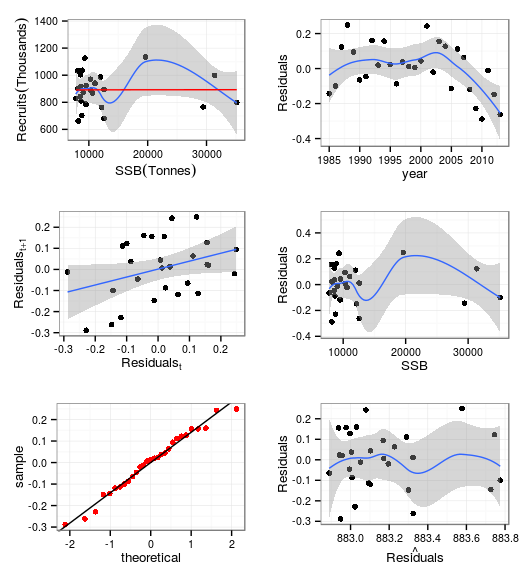 1400
1200
1000
800
600
Recruits(Thousands)
10000 20000 30000
SSB(Tonnes)
0.2
0.0
-0.2
-0.4
Residuals
1985 1990 1995 2000 2005 2010
year
0.2
0.1
0.0
-0.1
-0.2
-0.3
Residuals t+1
-0.3 -0.2 -0.1 0.0 0.1 0.2
Residuals t
0.4
0.2
0.0
-0.2
-0.4
Residuals
10000 20000 30000
SSB
0.2
0.1
0.0
-0.1
-0.2
-0.3
sample
-2 -1 0 1 2
theoretical
0.2
0.1
0.0
-0.1
-0.2
-0.3
Residuals
883.0 883.2 883.4 883.6 883.8
^
Residuals